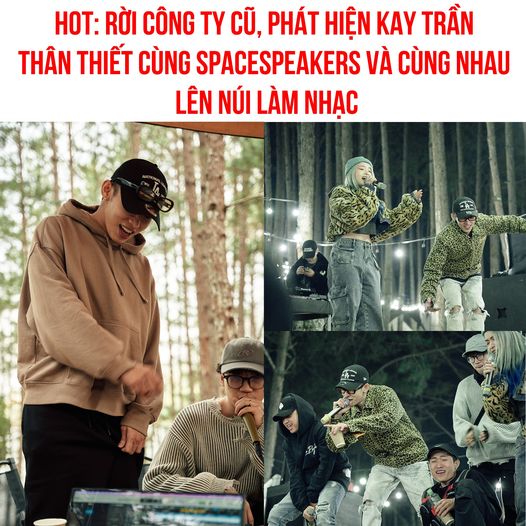 HOT: RỜI CÔNG TY CŨ, PHÁT HIỆN KAY TRẦN
THÂN THIẾT CÙNG SPACESPEAKERS VÀ CÙNG NHAU
LÊN NÚI LÀM NHẠC